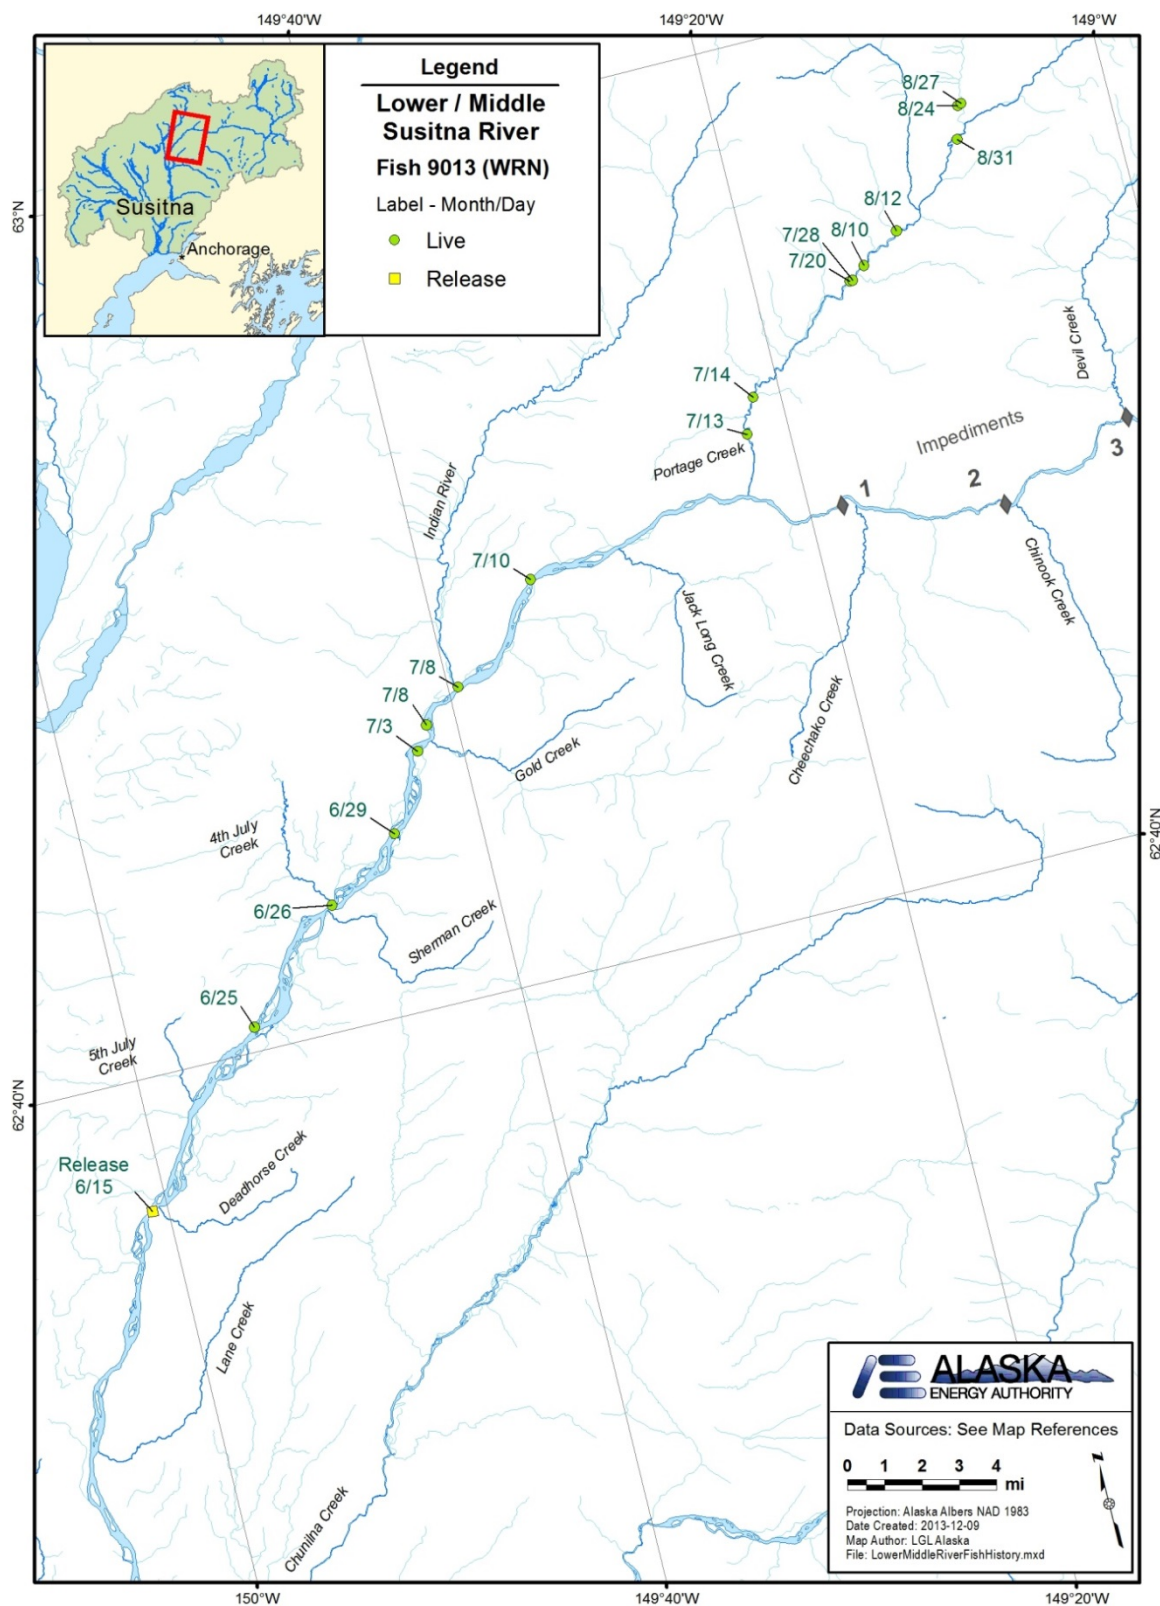 149°40'W
149°20'W
149°W
Legend
Lower / Middle
Susitna River
Fish 9013 (WRN)
Label - Month/Day
Live
Release
Susitna
Anchorage
63°N
8/27
8/24
8/31
8/12
7/28
8/10
7/20
Devil Creek
7/14
7/13
Impediments
3
Portage Creek
2
1
Indian River
7/10
Chinook Creek
Jack Long Creek
7/8
7/8
7/3
Cheechako Creek
Gold Creek
6/29
4th July
Creek
62°40'N
6/26
Sherman Creek
6/25
5th July
Creek
62°40'N
Release
6/15
Deadhorse Creek
Lane Creek
Chunilna Creek
ALASKA
ENERGY AUTHORITY
Data Sources: See Map References
0 1 2 3 4
mi
Z
Projection: Alaska Albers NAD 1983
Date Created: 2013-12-09
Map Author: LGL Alaska
File: LowerMiddleRiverFishHistory.mxd
150°W
149°40'W
149°20'W